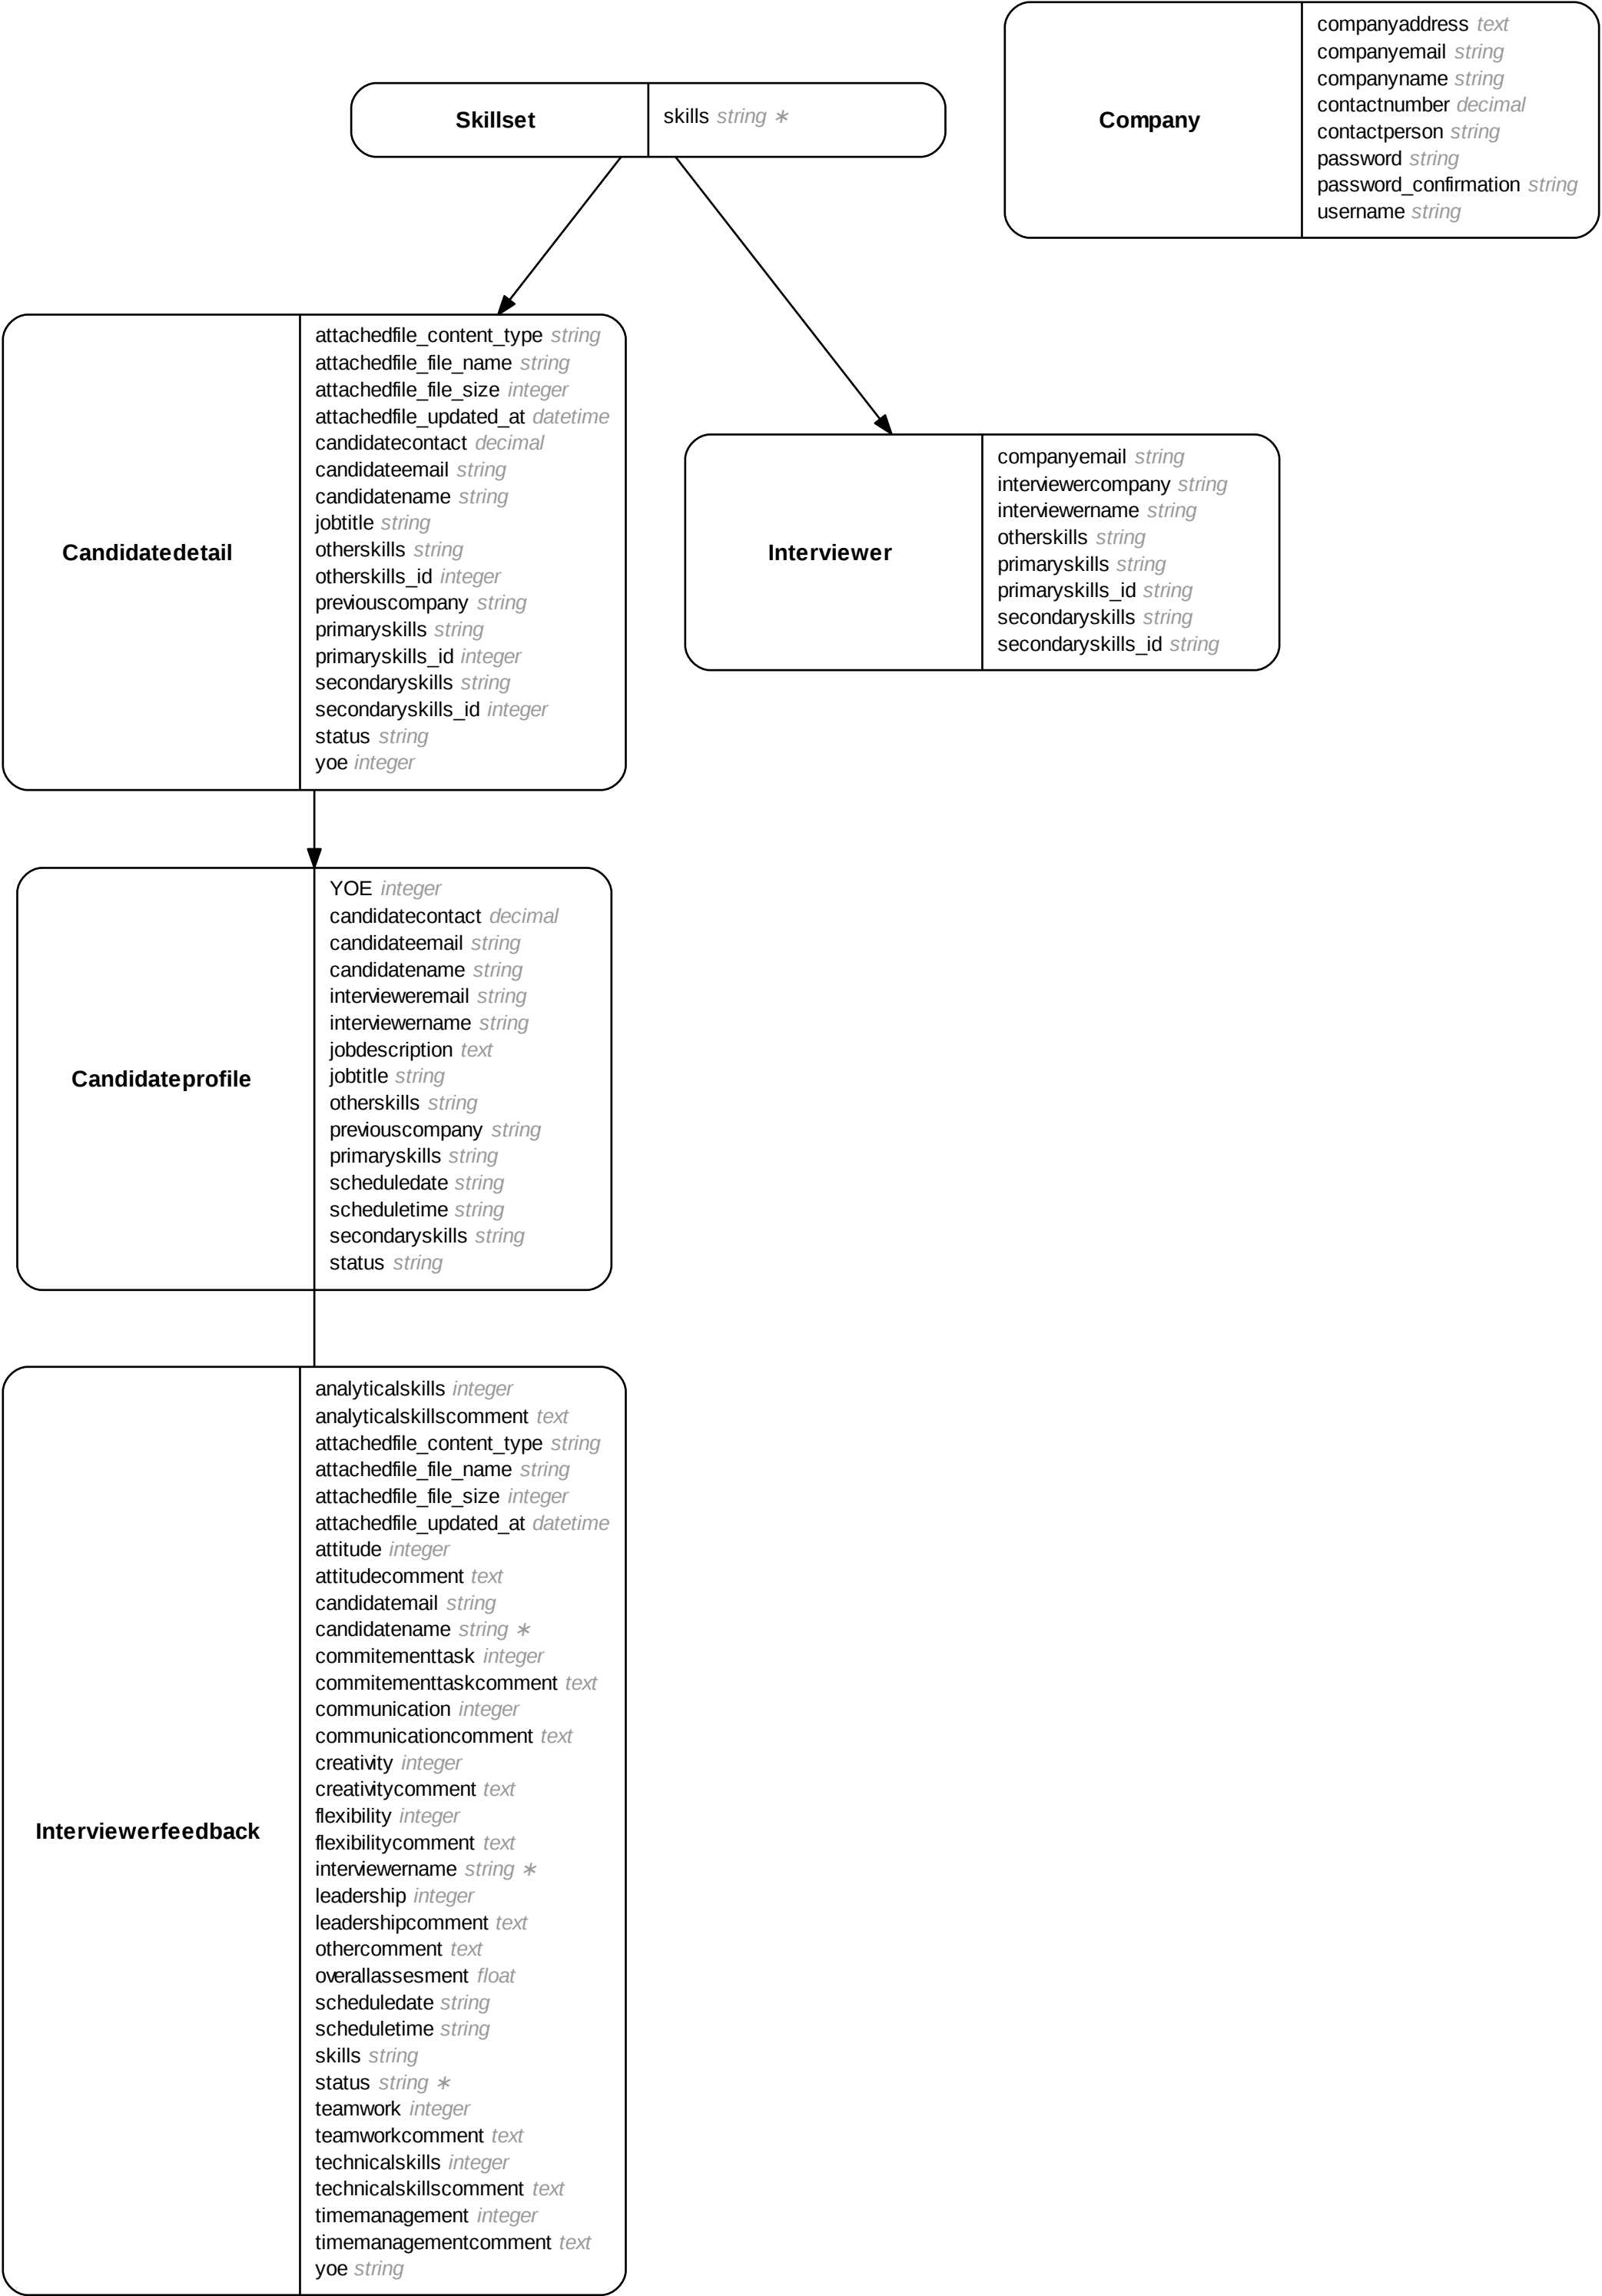 Skillset
skills string ∗
Company
companyaddress text
companyemail string
companyname string
contactnumber decimal
contactperson string
password string
password_confirmation string
username string
Candidatedetail
attachedfile_content_type string
attachedfile_file_name string
attachedfile_file_size integer
attachedfile_updated_at datetime
candidatecontact decimal
candidateemail string
candidatename string
jobtitle string
otherskills string
otherskills_id integer
previouscompany string
primaryskills string
primaryskills_id integer
secondaryskills string
secondaryskills_id integer
status string
yoe integer
Interviewer
companyemail string
interviewercompany string
interviewername string
otherskills string
primaryskills string
primaryskills_id string
secondaryskills string
secondaryskills_id string
Candidateprofile
YOE integer
candidatecontact decimal
candidateemail string
candidatename string
intervieweremail string
interviewername string
jobdescription text
jobtitle string
otherskills string
previouscompany string
primaryskills string
scheduledate string
scheduletime string
secondaryskills string
status string
Interviewerfeedback
analyticalskills integer
analyticalskillscomment text
attachedfile_content_type string
attachedfile_file_name string
attachedfile_file_size integer
attachedfile_updated_at datetime
attitude integer
attitudecomment text
candidatemail string
candidatename string ∗
commitementtask integer
commitementtaskcomment text
communication integer
communicationcomment text
creativity integer
creativitycomment text
flexibility integer
flexibilitycomment text
interviewername string ∗
leadership integer
leadershipcomment text
othercomment text
overallassesment float
scheduledate string
scheduletime string
skills string
status string ∗
teamwork integer
teamworkcomment text
technicalskills integer
technicalskillscomment text
timemanagement integer
timemanagementcomment text
yoe string